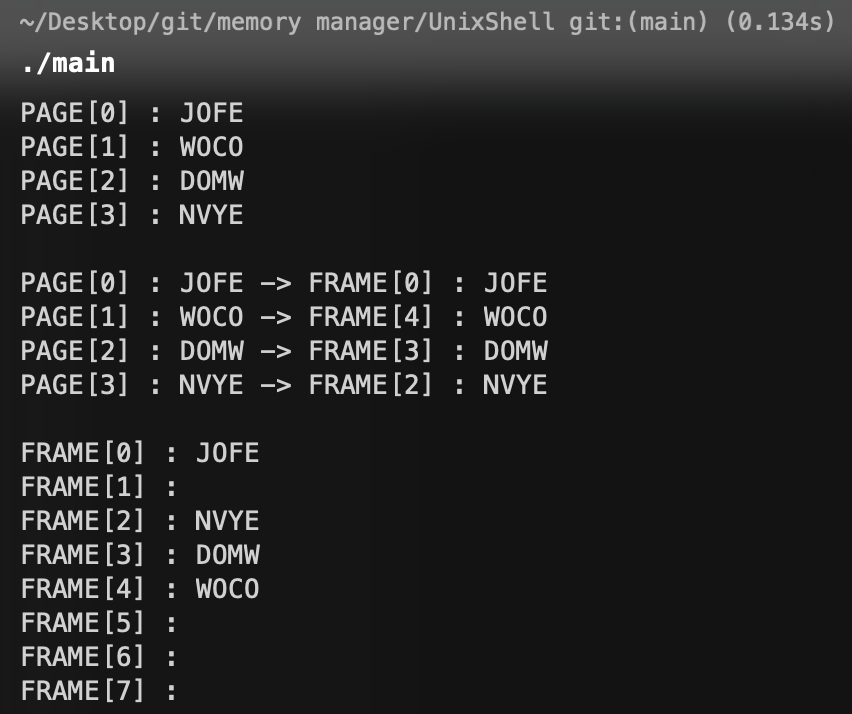 ~/Desktop/git/memory manager/UnixShell git:(main) (0.134s)
./main
PAGE[0] : JOFE
PAGE[1] : WOCO
PAGE[2] : DOMW
PAGE[3] : NVYE
PAGE[0] : JOFE -> FRAME[0] : JOFE
PAGE[1] : WOCO -> FRAME[4] : WOCO
PAGE[2] : DOMW -> FRAME[3] : DOMW
PAGE[3] : NVYE -> FRAME[2] : NVYE
FRAME[0] : JOFE
FRAME[1] :
FRAME[2] : NVYE
FRAME[3] : DOMW
FRAME[4] : WOCO
FRAME[5] :
FRAME[6] :
FRAME[7] :